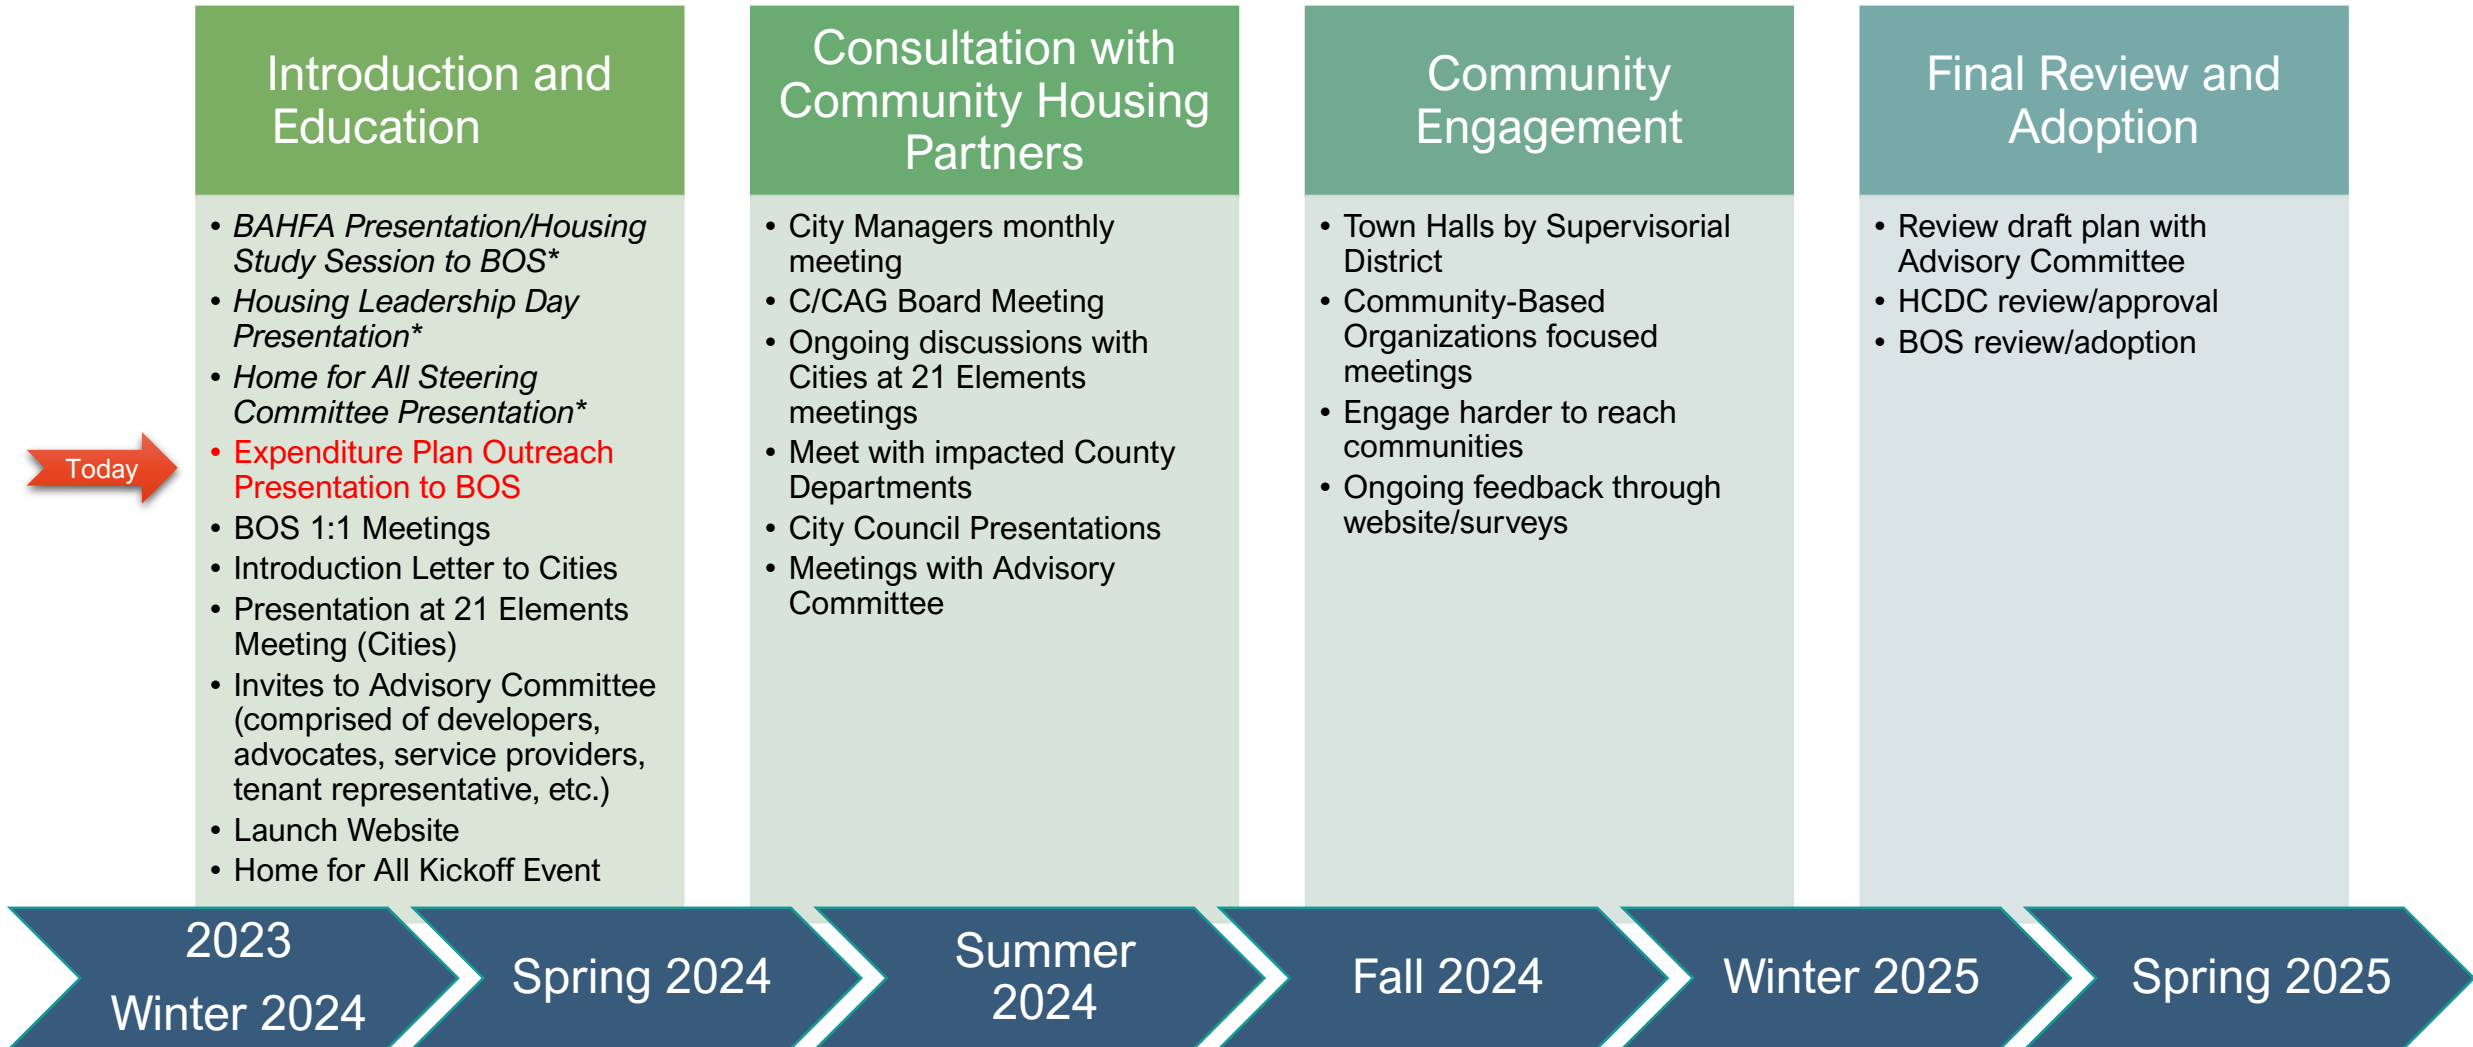 Introduction and
Education
• BAHFA Presentation/Housing
Study Session to BOS*
• Housing Leadership Day
Presentation*
• Home for All Steering
Committee Presentation*
Today
• Expenditure Plan Outreach
Presentation to BOS
• BOS 1:1 Meetings
• Introduction Letter to Cities
• Presentation at 21 Elements
Meeting (Cities)
• Invites to Advisory Committee
(comprised of developers,
advocates, service providers,
tenant representative, etc.)
• Launch Website
• Home for All Kickoff Event
Consultation with
Community Housing
Partners
• City Managers monthly
meeting
• C/CAG Board Meeting
• Ongoing discussions with
Cities at 21 Elements
meetings
• Meet with impacted County
Departments
• City Council Presentations
• Meetings with Advisory
Committee
Community
Engagement
• Town Halls by Supervisorial
District
• Community-Based
Organizations focused
meetings
• Engage harder to reach
communities
• Ongoing feedback through
website/surveys
Final Review and
Adoption
• Review draft plan with
Advisory Committee
• HCDC review/approval
• BOS review/adoption
2023
Winter 2024
Spring 2024
Summer
2024
Fall 2024
Winter 2025
Spring 2025